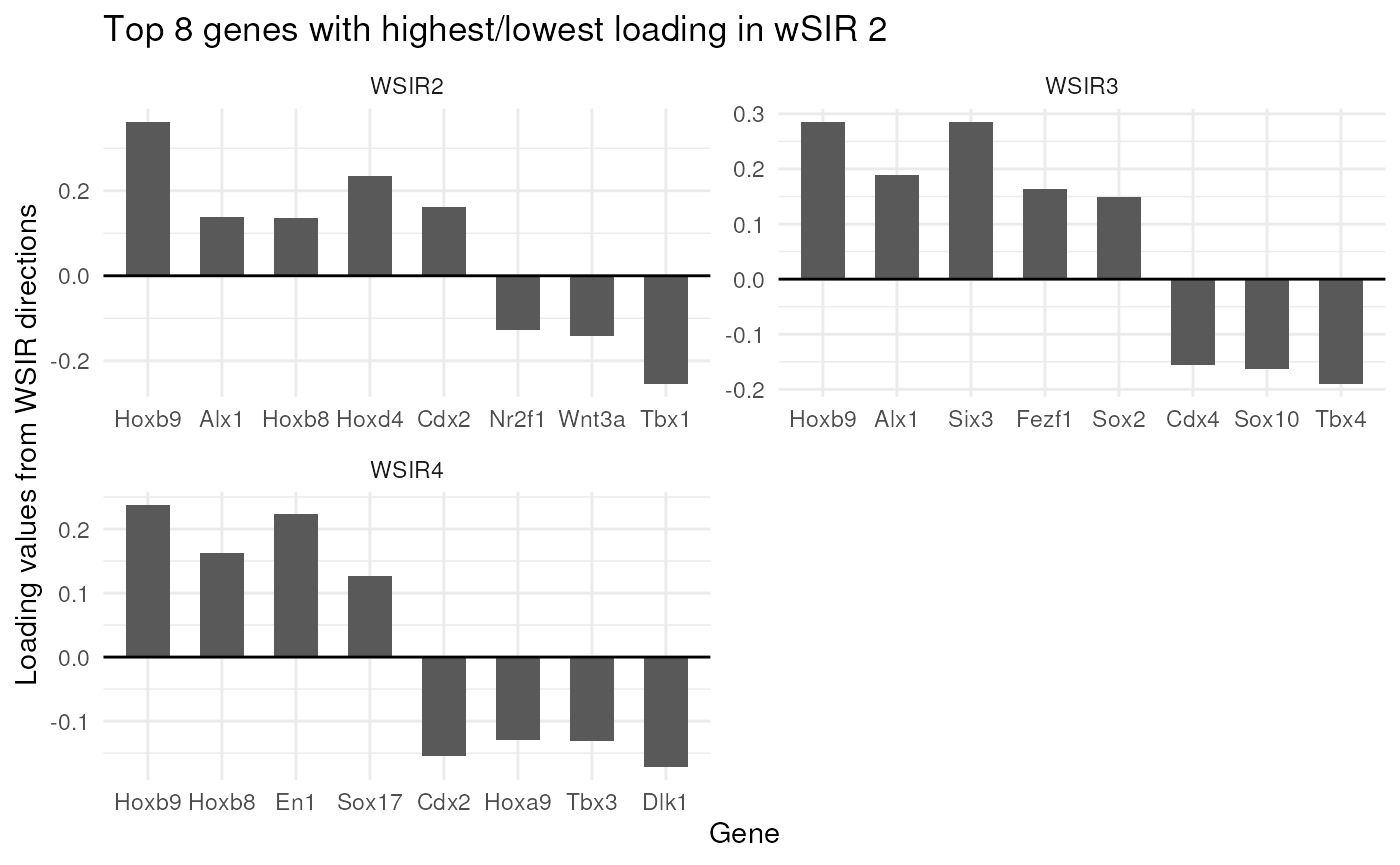 Top 8 genes with highest/lowest loading in wSIR 2
Loading values from WSIR directions
WSIR2
0.2
0.0
-0.2
Hoxb9 Alx1 Hoxb8 Hoxd4 Cdx2 Nr2f1 Wnt3a Tbx1
WSIR3
0.3
0.2
0.1
0.0
-0.1
-0.2
Hoxb9 Alx1 Six3 Fezf1 Sox2 Cdx4 Sox10 Tbx4
WSIR4
0.2
0.1
0.0
-0.1
Hoxb9 Hoxb8 En1 Sox17 Cdx2 Hoxa9 Tbx3 Dlk1
Gene